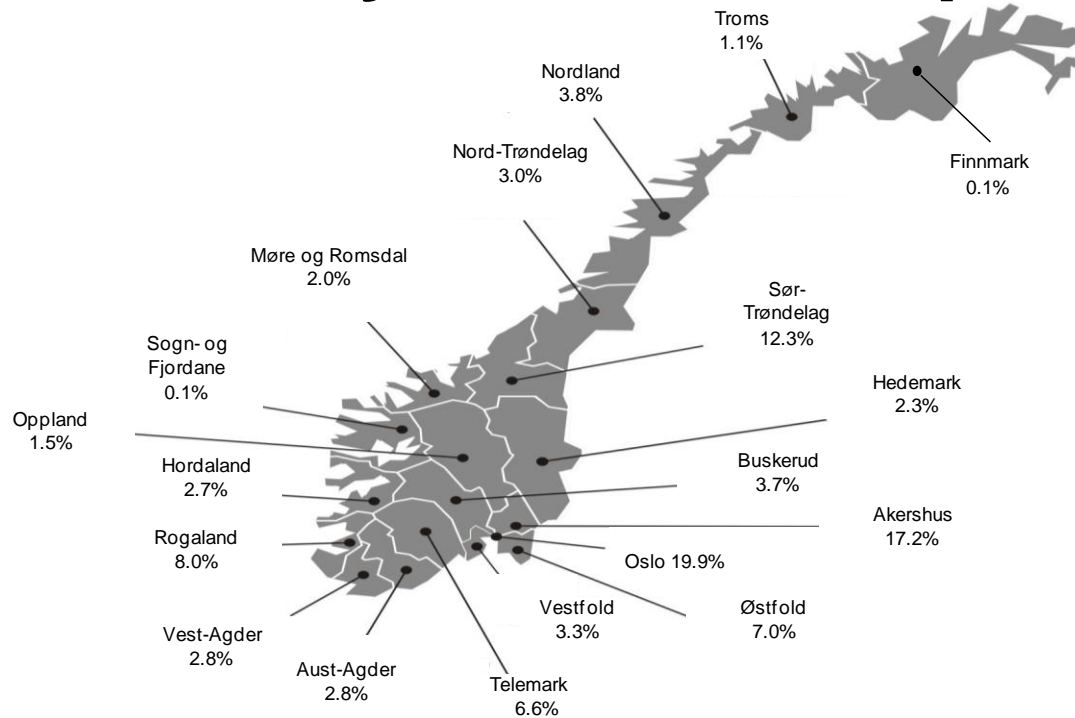 Troms
1.1%
Nordland
3.8%
Nord-Trøndelag
3.0%
Finnmark
0.1%
Møre og Romsdal
2.0%
Sør-
Trøndelag
12.3%
Sogn- og
Fjordane
0.1%
Hedemark
2.3%
Oppland
1.5%
Hordaland
2.7%
Buskerud
3.7%
Rogaland
8.0%
Akershus
17.2%
Oslo 19.9%
Vestfold
3.3%
Østfold
7.0%
Vest-Agder
2.8%
Aust-Agder
2.8%
Telemark
6.6%